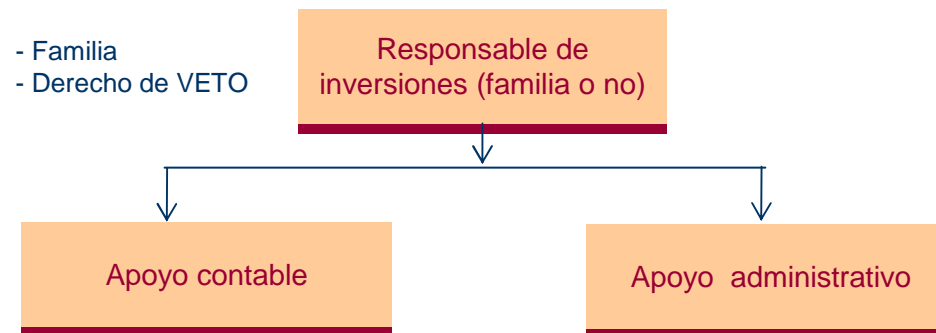 - Familia
- Derecho de VETO
Responsable de
inversiones (familia o no)
Apoyo contable
Apoyo administrativo